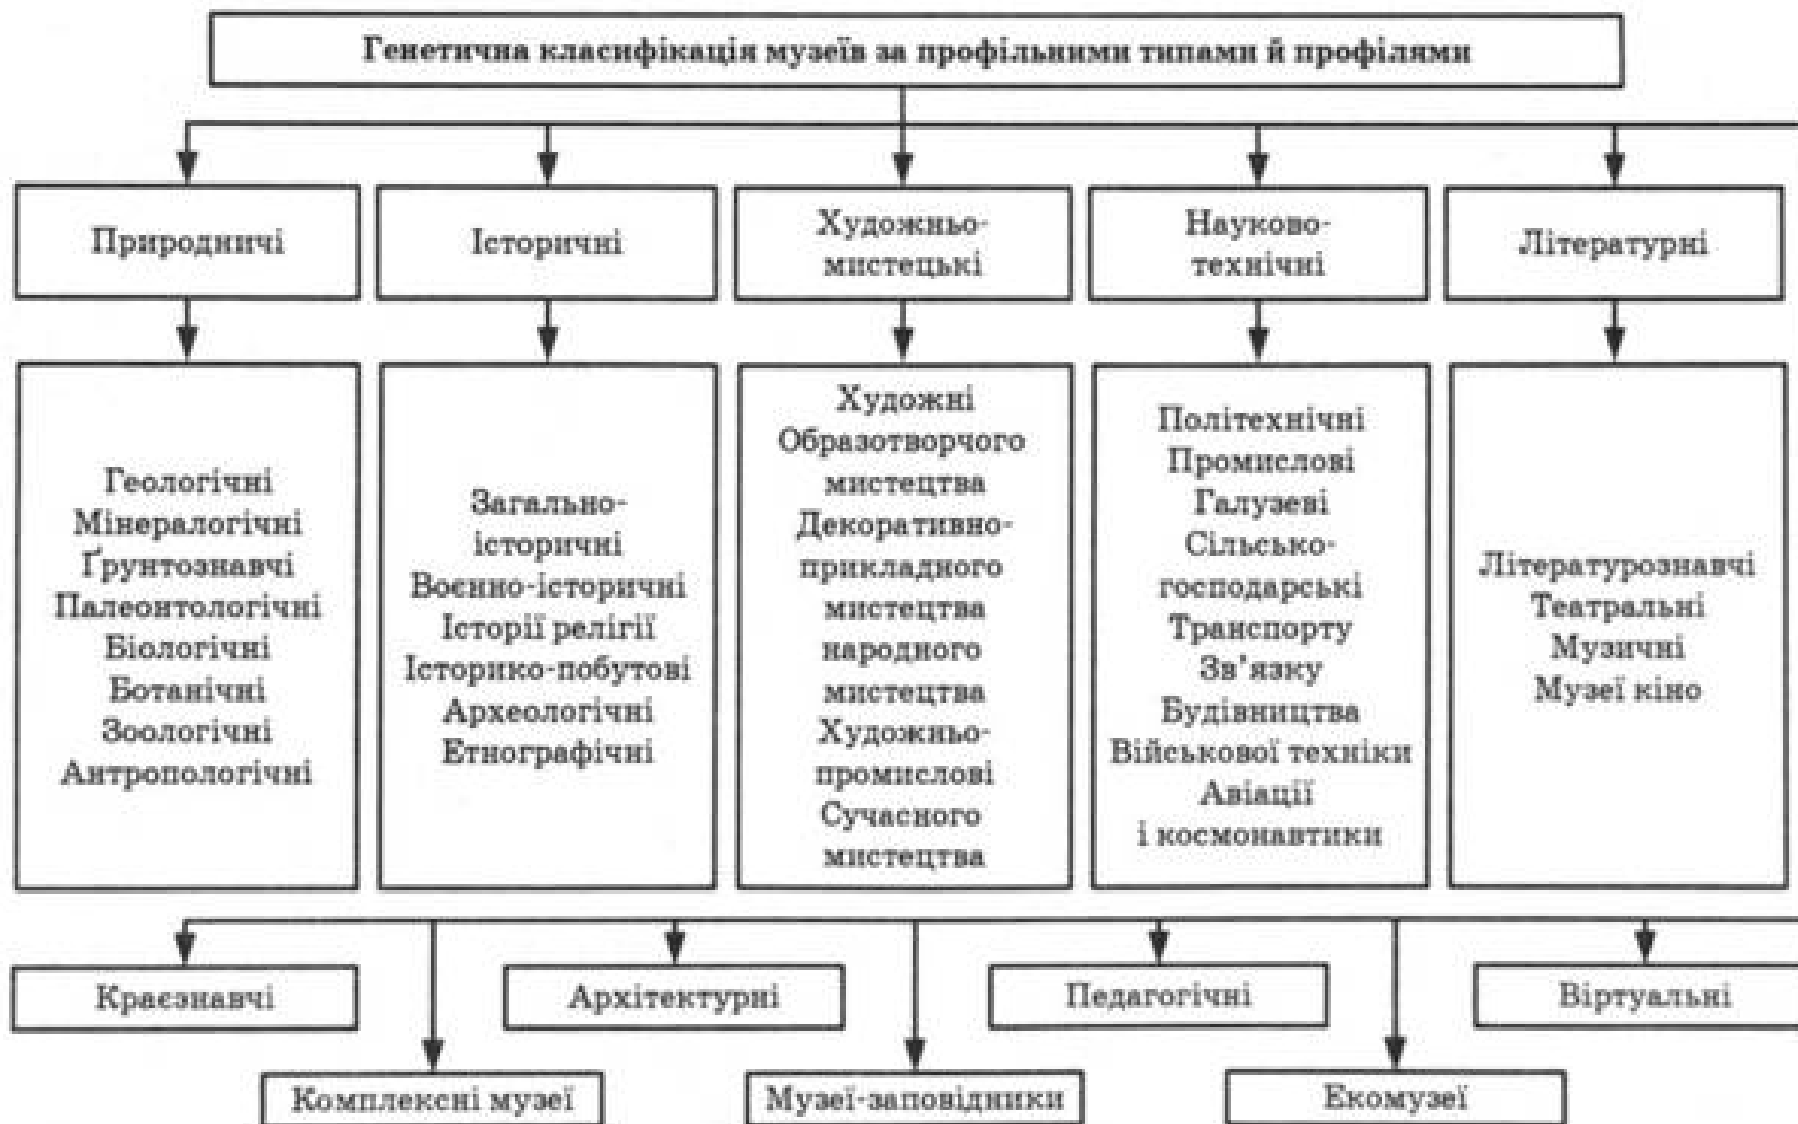 Генетична класифікація музеїв за профільними типами й профілями
Природничі
Історичні
Художньо-
мистецькі
Науково-
технічні
Літературні
Геологічні
Мінералогічні
Ґрунтознавчі
Палеонтологічні
Біологічні
Ботанічні
Зоологічні
Антропологічні
Загально-
історичні
Воєнно-історичні
Історії релігії
Історико-побутові
Археологічні
Етнографічні
Художні
Образотворчого
мистецтва
Декоративно-
прикладного
мистецтва
народного
мистецтва
Художньо-
промислові
Сучасного
мистецтва
Політехнічні
Промислові
Галузеві
Сільсько-
господарські
Транспорту
Зв’язку
Будівництва
Військової техніки
Авіації
і космонавтики
Літературознавчі
Театральні
Музичні
Музеї кіно
Краєзнавчі
Архітектурні
Педагогічні
Віртуальні
Комплексні музеї
Музеї-заповідники
Екомузеї